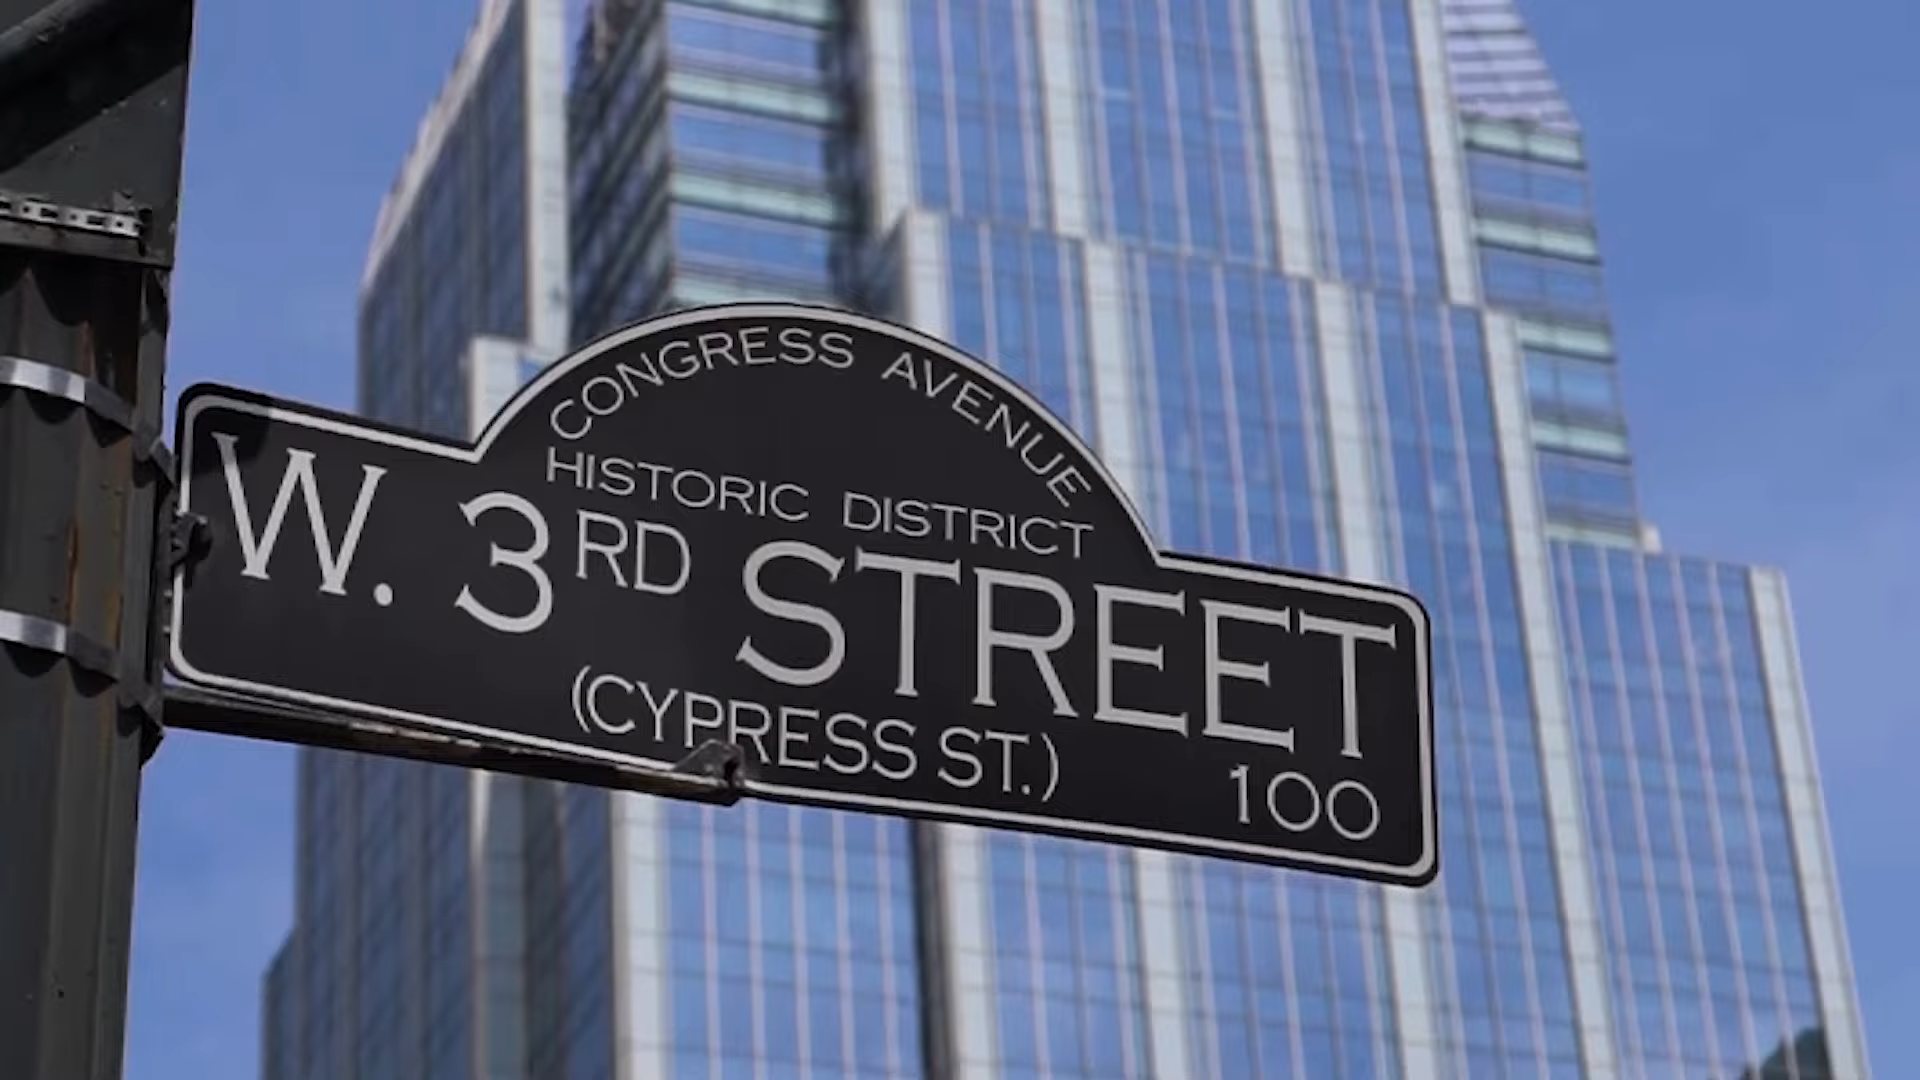 CONGRESS AVENUE
HISTORIC DISTRICT
W. 3RD STREET
(CYPRESS ST.)
100